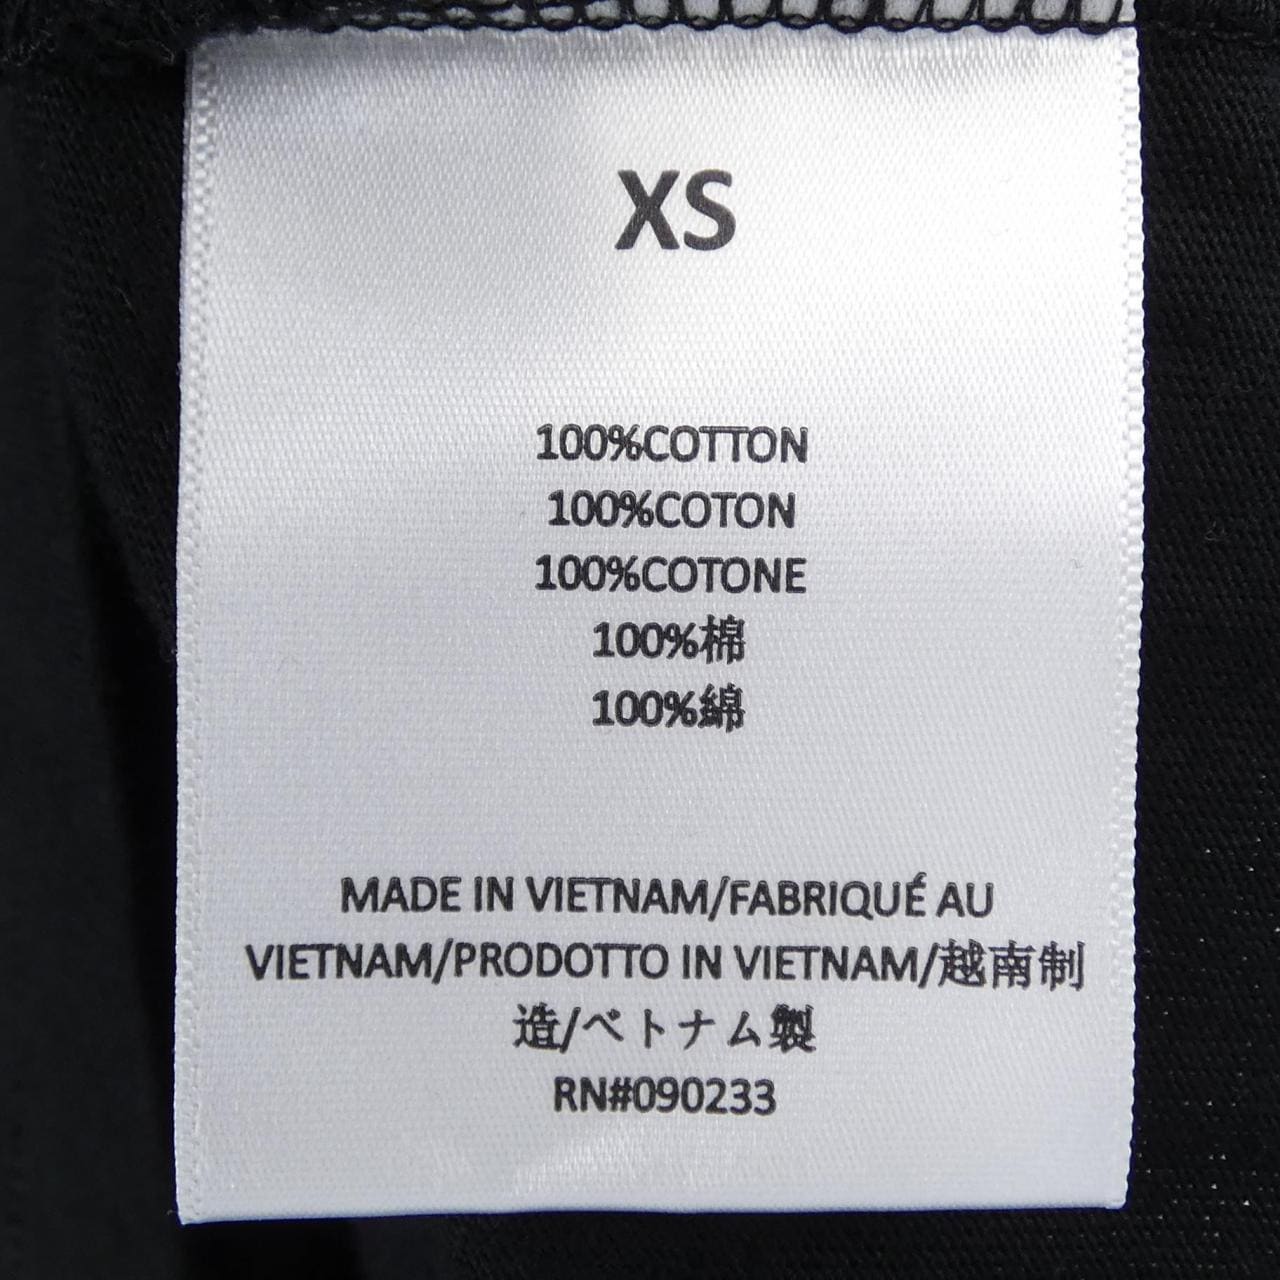 XS
100%COTTON
100%COTON
100%COTONE
100%棉
100%綿
MADE IN VIETNAM/FABRIQUÉ AU
VIETNAM/PRODOTTO IN VIETNAM/越南制
造/ベトナム製
RN#090233